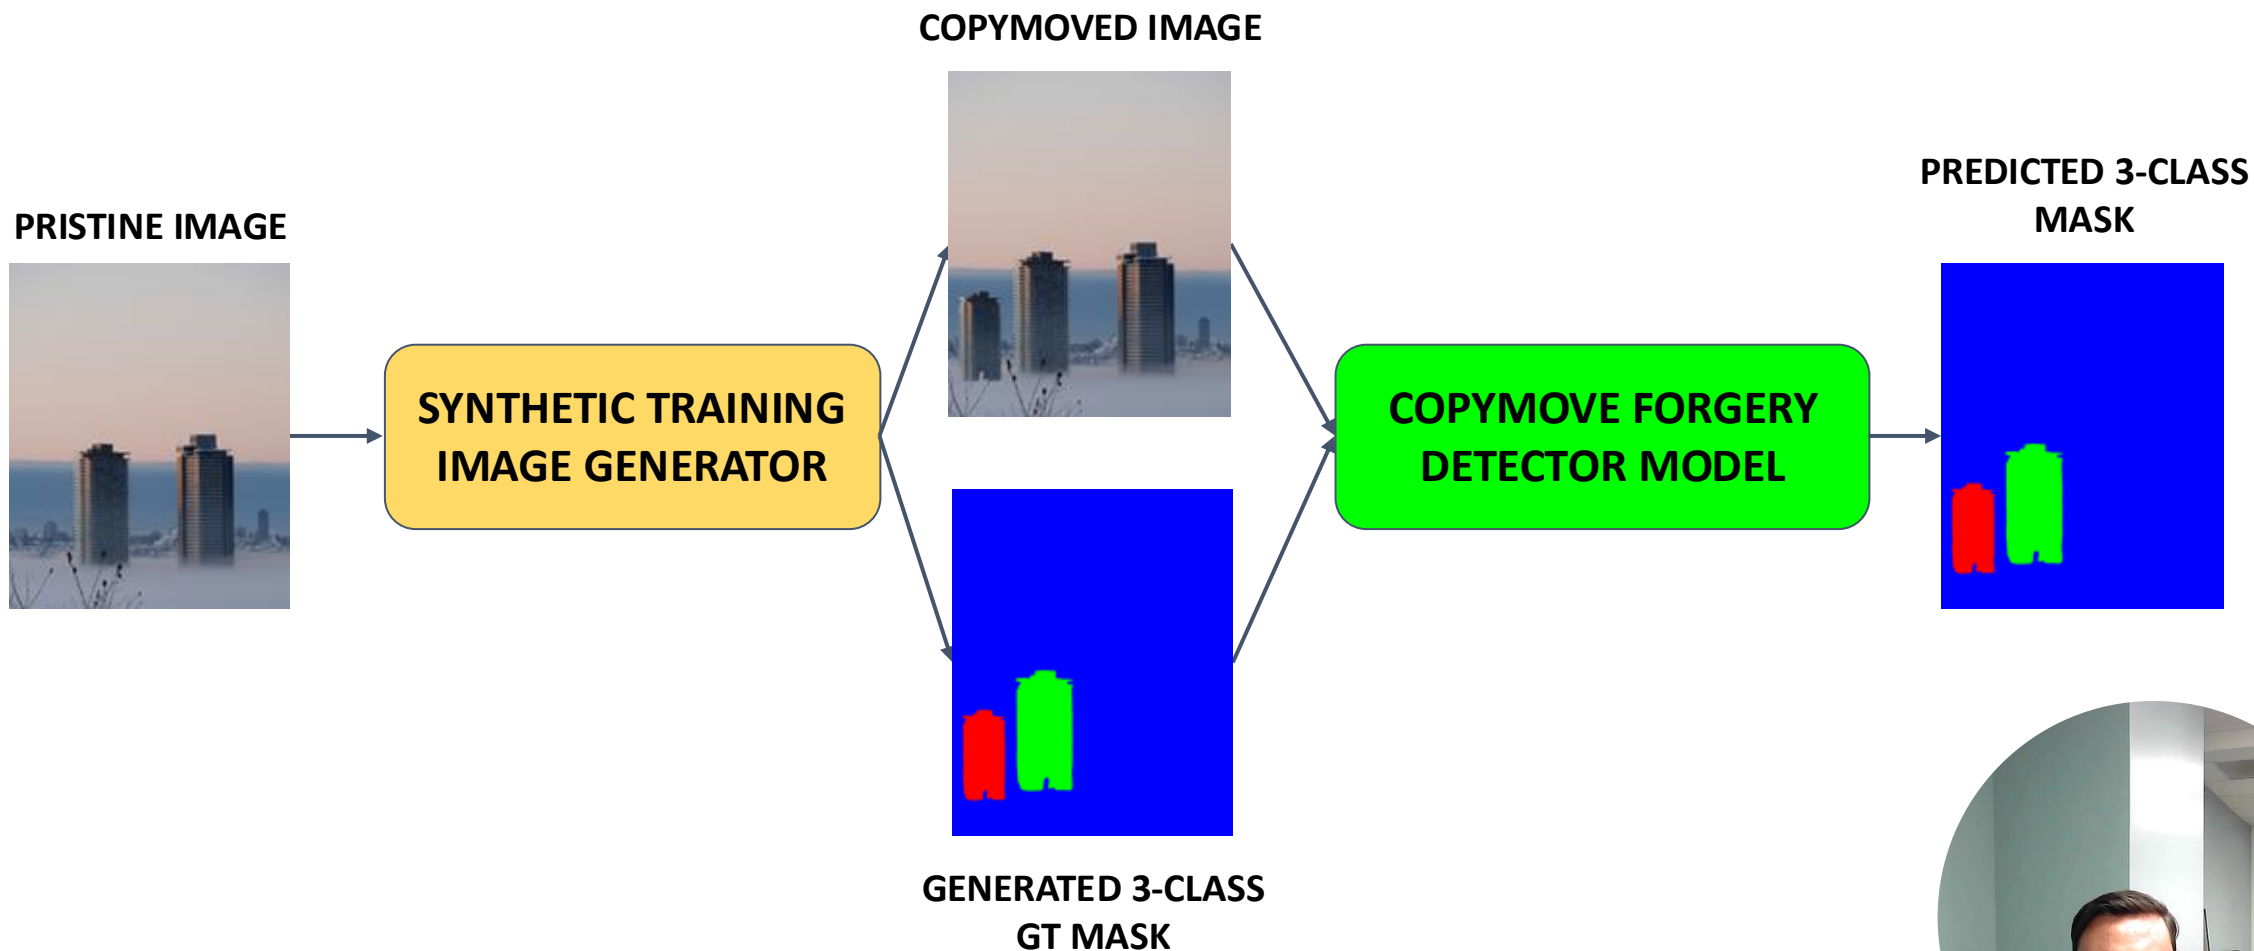 COPYMOVED IMAGE
PRISTINE IMAGE
SYNTHETIC TRAINING
IMAGE GENERATOR
GENERATED 3-CLASS
GT MASK
COPYMOVE FORGERY
DETECTOR MODEL
PREDICTED 3-CLASS
MASK